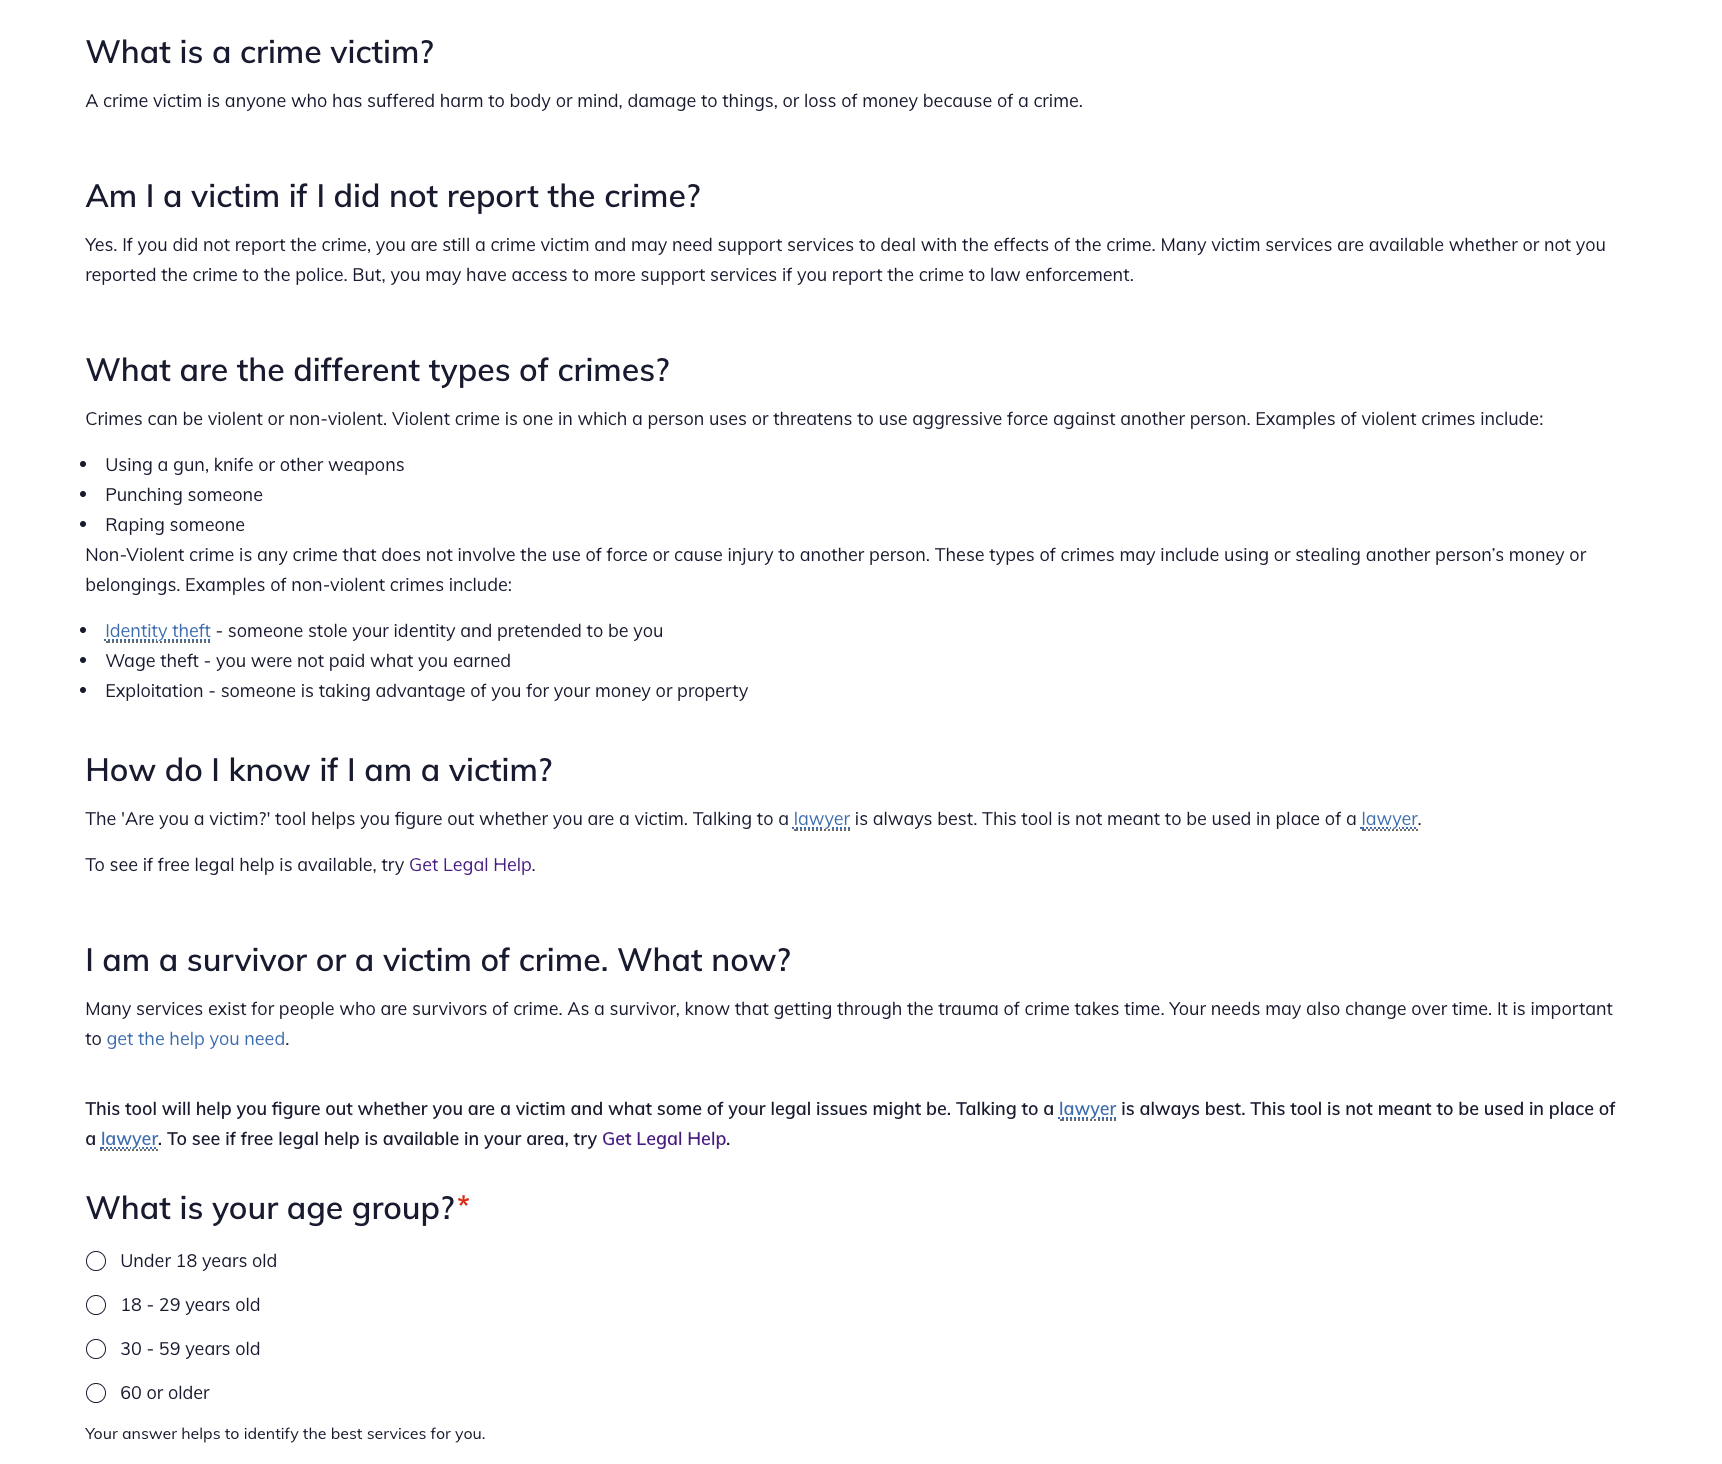 What is a crime victim?
A crime victim is anyone who has suffered harm to body or mind, damage to things, or loss of money because of a crime.
Am I a victim if I did not report the crime?
Yes. If you did not report the crime, you are still a crime victim and may need support services to deal with the effects of the crime. Many victim services are available whether or not you
reported the crime to the police. But, you may have access to more support services if you report the crime to law enforcement.
What are the different types of crimes?
Crimes can be violent or non-violent. Violent crime is one in which a person uses or threatens to use aggressive force against another person. Examples of violent crimes include:
• Using a gun, knife or other weapons
• Punching someone
• Raping someone
Non-Violent crime is any crime that does not involve the use of force or cause injury to another person. These types of crimes may include using or stealing another person’s money or
belongings. Examples of non-violent crimes include:
• Identity theft - someone stole your identity and pretended to be you
• Wage theft - you were not paid what you earned
• Exploitation - someone is taking advantage of you for your money or property
How do I know if I am a victim?
The 'Are you a victim?' tool helps you figure out whether you are a victim. Talking to a lawyer is always best. This tool is not meant to be used in place of a lawyer.
To see if free legal help is available, try Get Legal Help.
I am a survivor or a victim of crime. What now?
Many services exist for people who are survivors of crime. As a survivor, know that getting through the trauma of crime takes time. Your needs may also change over time. It is important
to get the help you need.
This tool will help you figure out whether you are a victim and what some of your legal issues might be. Talking to a lawyer is always best. This tool is not meant to be used in place of
a lawyer. To see if free legal help is available in your area, try Get Legal Help.
What is your age group?*
Under 18 years old
18 - 29 years old
30 - 59 years old
60 or older
Your answer helps to identify the best services for you.